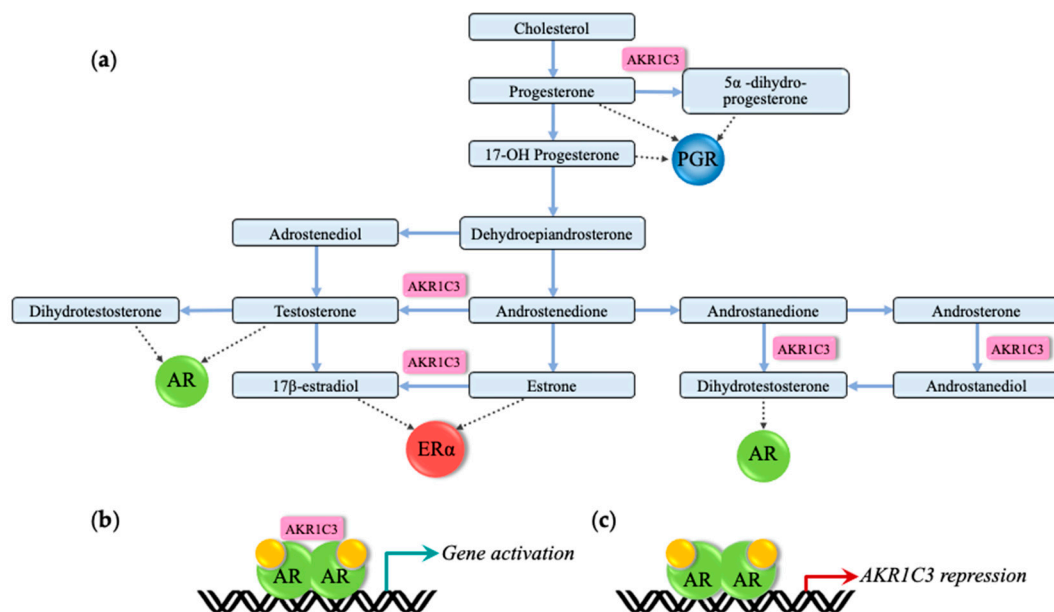 (a)
Cholesterol
AKR1C3
Progesterone
5α -dihydro-
progesterone
17-OH Progesterone
PGR
Adrostenediol
Dehydroepiandrosterone
AKR1C3
Dihydrotestosterone
Testosterone
Androstenedione
Androstanedione
Androsterone
AKR1C3
AKR1C3
AKR1C3
AR
17β-estradiol
Estrone
Dihydrotestosterone
Androstanediol
ERα
AR
(b)
AKR1C3
AR AR
Gene activation
(c)
AR AR
AKR1C3 repression